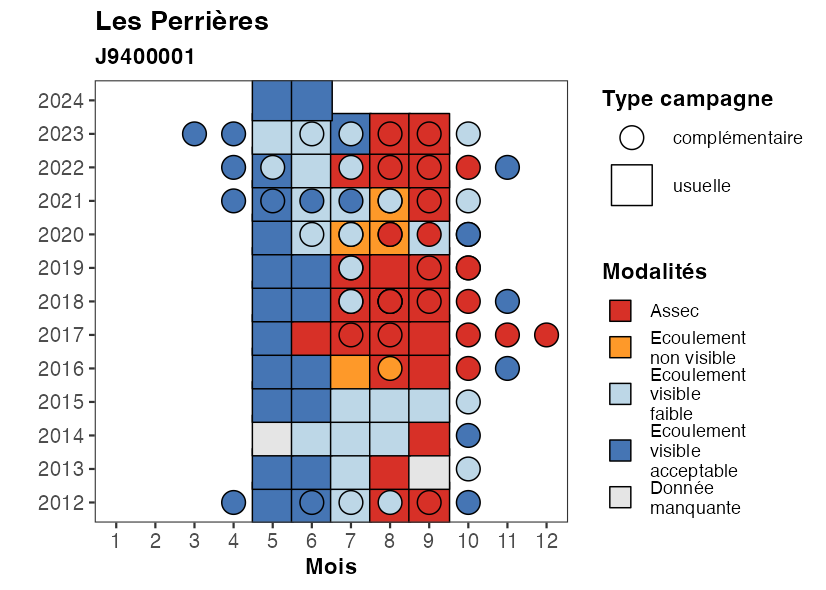 Les Perrières
J9400001
2024
2023
2022
2021
2020
2019
2018
2017
2016
2015
2014
2013
2012
1 2 3 4 5 6 7 8 9 10 11 12
Mois
Type campagne
complémentaire
usuelle
Modalités
Assec
Ecoulement
non visible
Ecoulement
visible
faible
Ecoulement
visible
acceptable
Donnée
manquante